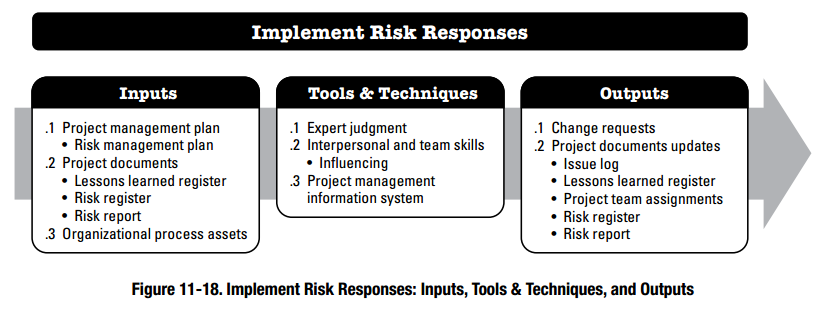 Implement Risk Responses
Inputs
.1 Project management plan
• Risk management plan
.2 Project documents
• Lessons learned register
• Risk register
• Risk report
.3 Organizational process assets
Tools & Techniques
.1 Expert judgment
.2 Interpersonal and team skills
• Influencing
.3 Project management
information system
Outputs
.1 Change requests
.2 Project documents updates
• Issue log
• Lessons learned register
• Project team assignments
• Risk register
• Risk report
Figure 11-18. Implement Risk Responses: Inputs, Tools & Techniques, and Outputs